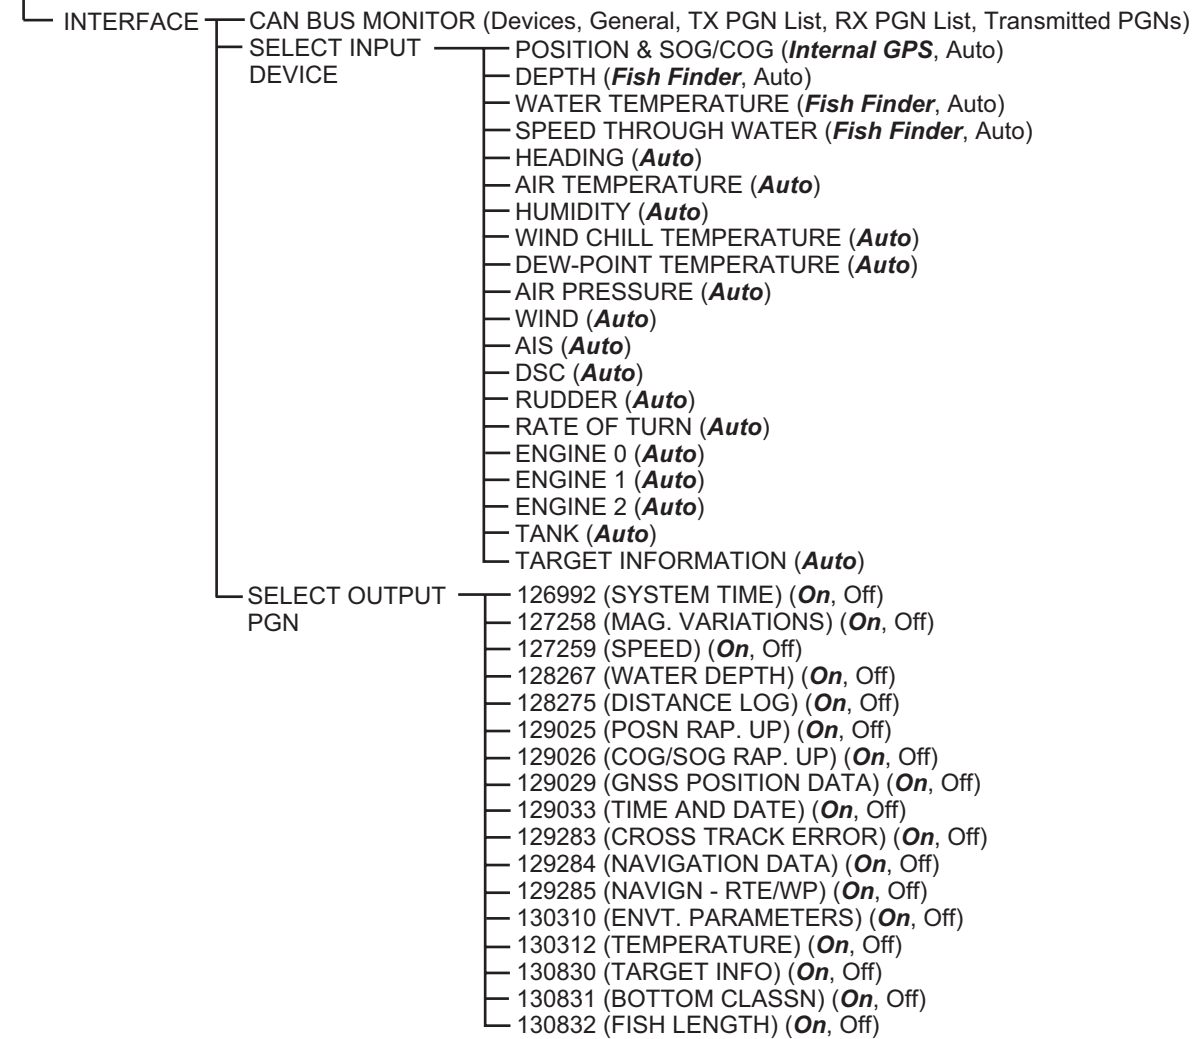 INTERFACE
CAN BUS MONITOR (Devices, General, TX PGN List, RX PGN List, Transmitted PGNs)
SELECT INPUT
DEVICE
POSITION & SOG/COG (Internal GPS, Auto)
DEPTH (Fish Finder, Auto)
WATER TEMPERATURE (Fish Finder, Auto)
SPEED THROUGH WATER (Fish Finder, Auto)
HEADING (Auto)
AIR TEMPERATURE (Auto)
HUMIDITY (Auto)
WIND CHILL TEMPERATURE (Auto)
DEW-POINT TEMPERATURE (Auto)
AIR PRESSURE (Auto)
WIND (Auto)
AIS (Auto)
DSC (Auto)
RUDDER (Auto)
RATE OF TURN (Auto)
ENGINE 0 (Auto)
ENGINE 1 (Auto)
ENGINE 2 (Auto)
TANK (Auto)
TARGET INFORMATION (Auto)
SELECT OUTPUT
PGN
126992 (SYSTEM TIME) (On, Off)
127258 (MAG. VARIATIONS) (On, Off)
127259 (SPEED) (On, Off)
128267 (WATER DEPTH) (On, Off)
128275 (DISTANCE LOG) (On, Off)
129025 (POSN RAP. UP) (On, Off)
129026 (COG/SOG RAP. UP) (On, Off)
129029 (GNSS POSITION DATA) (On, Off)
129033 (TIME AND DATE) (On, Off)
129283 (CROSS TRACK ERROR) (On, Off)
129284 (NAVIGATION DATA) (On, Off)
129285 (NAVIGN - RTE/WP) (On, Off)
130310 (ENVT. PARAMETERS) (On, Off)
130312 (TEMPERATURE) (On, Off)
130830 (TARGET INFO) (On, Off)
130831 (BOTTOM CLASSN) (On, Off)
130832 (FISH LENGTH) (On, Off)